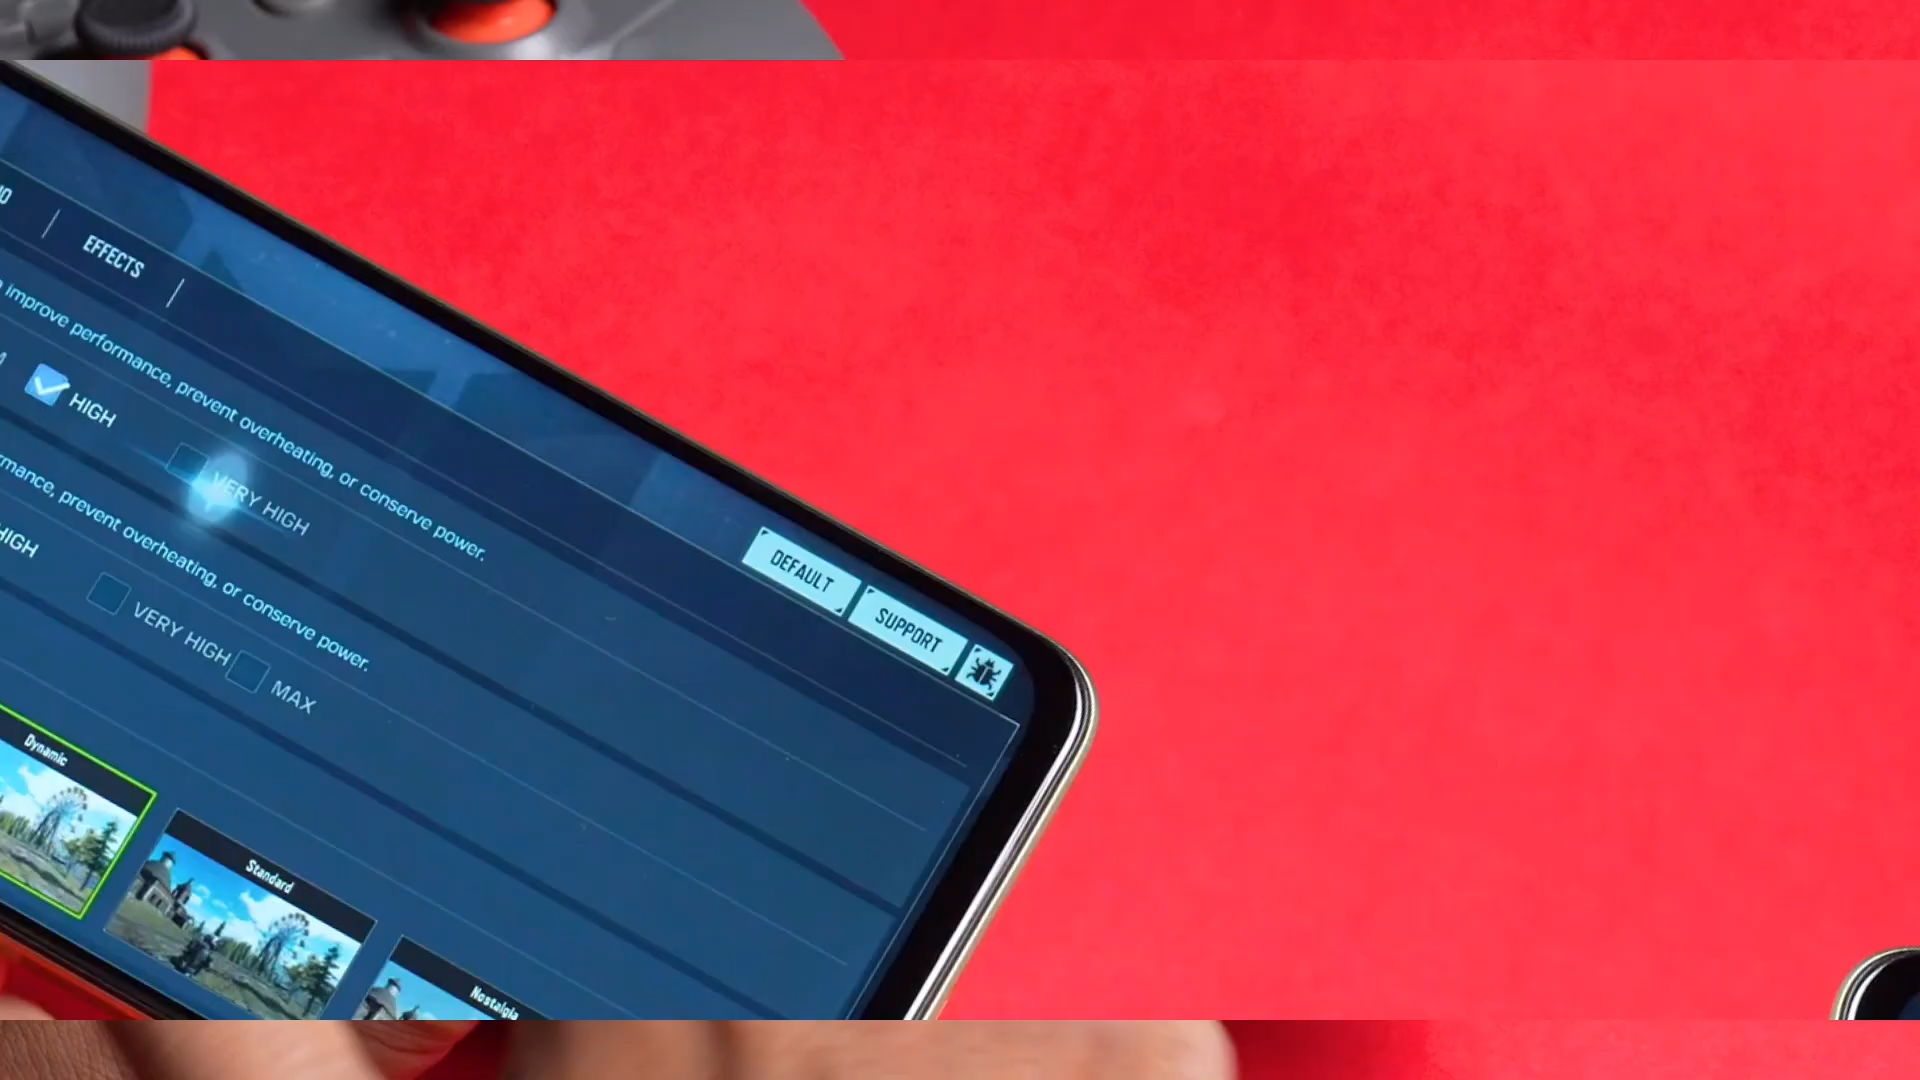 EFFECTS
improve performance, prevent overheating, or conserve power.
HIGH
VERY HIGH
prevent overheating, or conserve power.
HIGH
VERY HIGH
MAX
DEFAULT
SUPPORT
Dynamic
Standard
Nostalgia